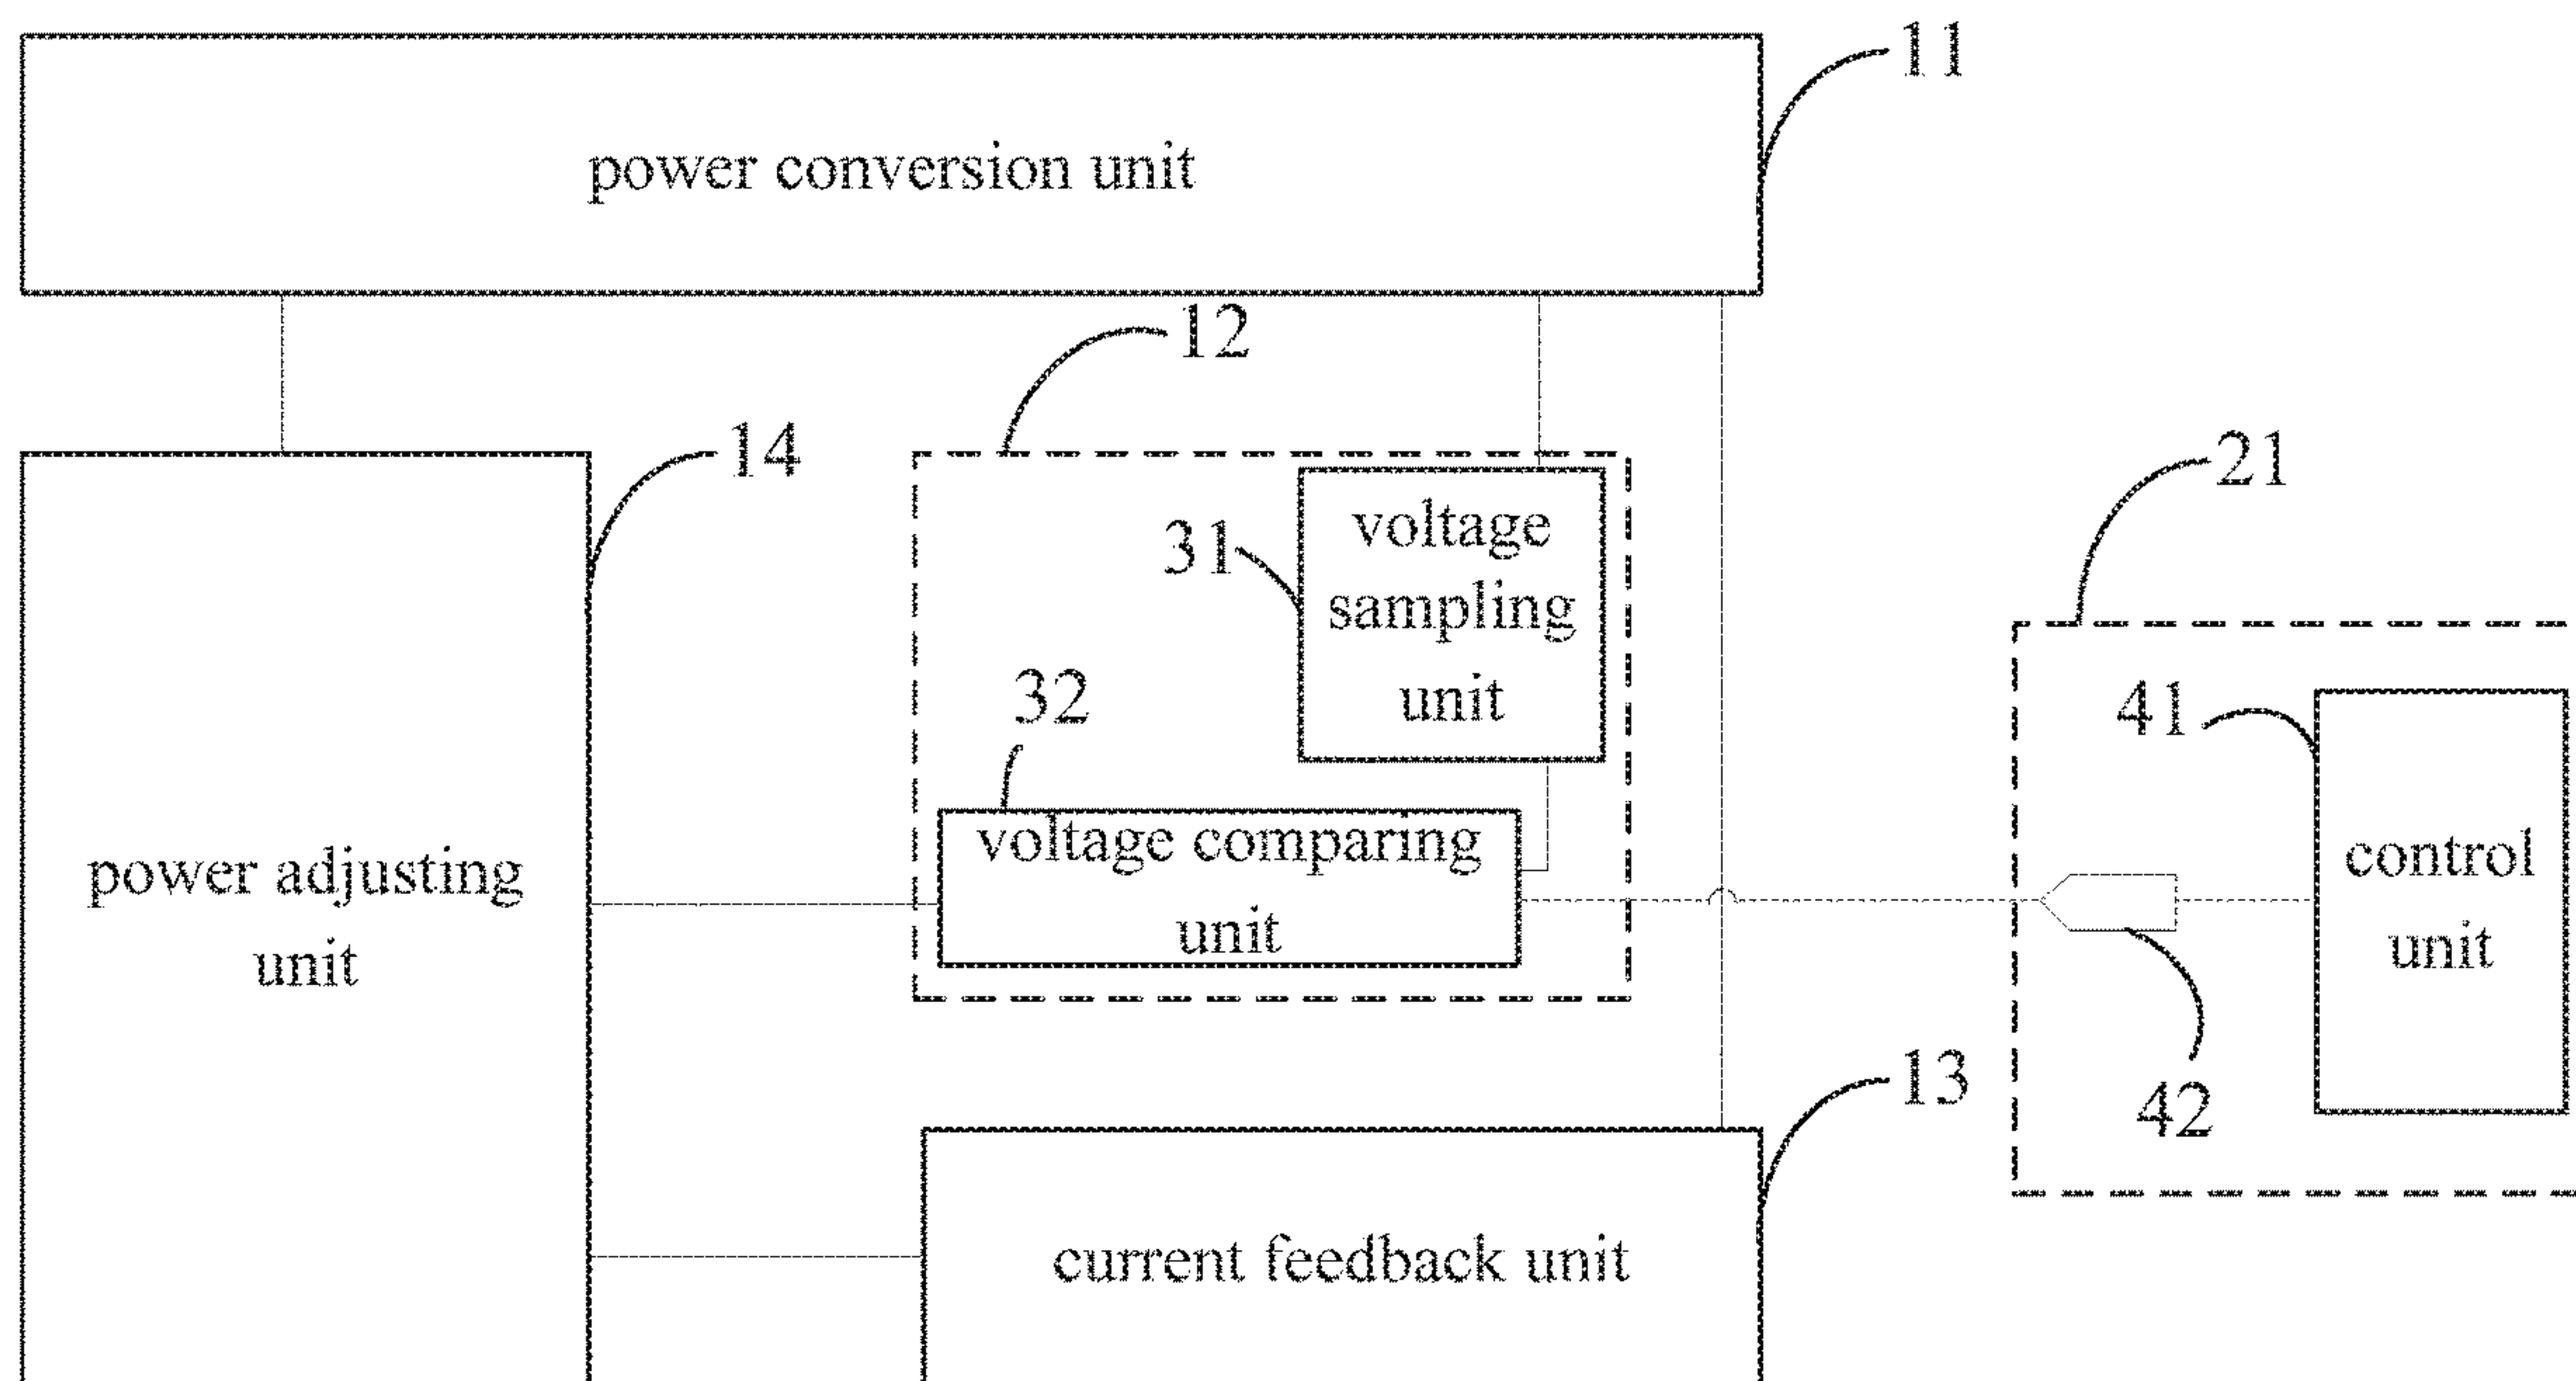 11
power conversion unit
12
14
21
voltage
sampling
unit
31
32
41
voltage comparing
unit
power adjusting
unit
control
unit
13
42
current feedback unit